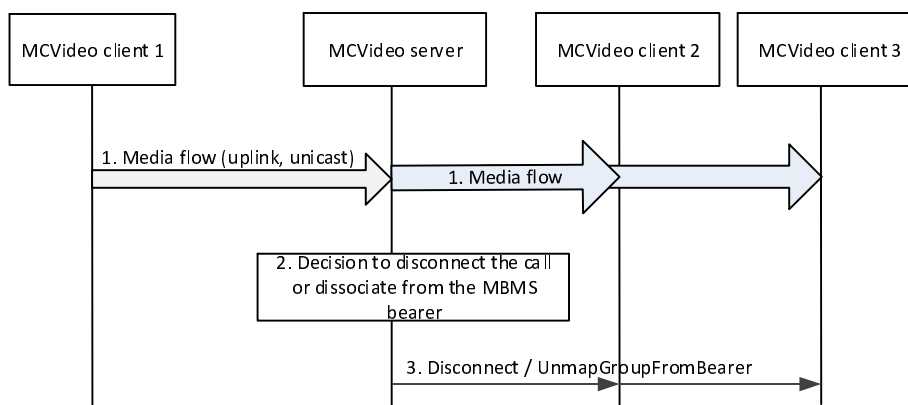 MCVideo client 1
MCVideo server
MCVideo client 2
MCVideo client 3
1. Media flow (uplink, unicast)
1. Media flow
2. Decision to disconnect the call
or dissociate from the MBMS
bearer
3. Disconnect / UnmapGroupFromBearer